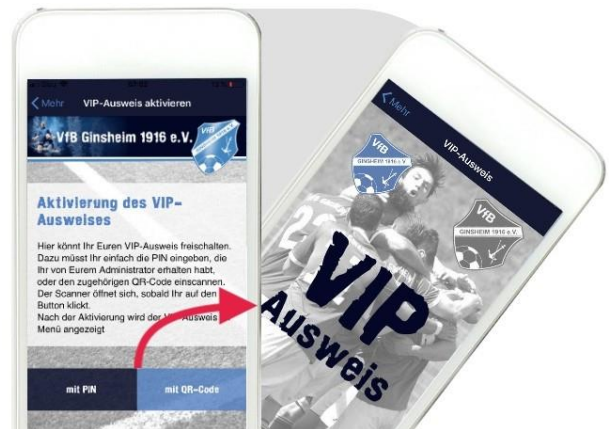 Mehr
VIP-Ausweis aktivieren
VfB Ginsheim 1916 e.V.
VfB
Aktivierung des VIP-
Ausweises
Hier könnt Ihr Euren VIP-Ausweis freischalten.
Dazu müsst Ihr einfach die PIN eingeben, die
Ihr von Eurem Administrator erhalten habt,
oder den zugehörigen QR-Code einscannen.
Der Scanner öffnet sich, sobald Ihr auf den
Button klickt.
Nach der Aktivierung wird der VIP-Ausweis
Menü angezeigt
mit PIN
mit QR-Code
Mehr
VIP-Ausweis
VfB
GINSHEIM 1916 e.V.
VfB
GINSHEIM 1916 e.V.
VIP
Ausweis